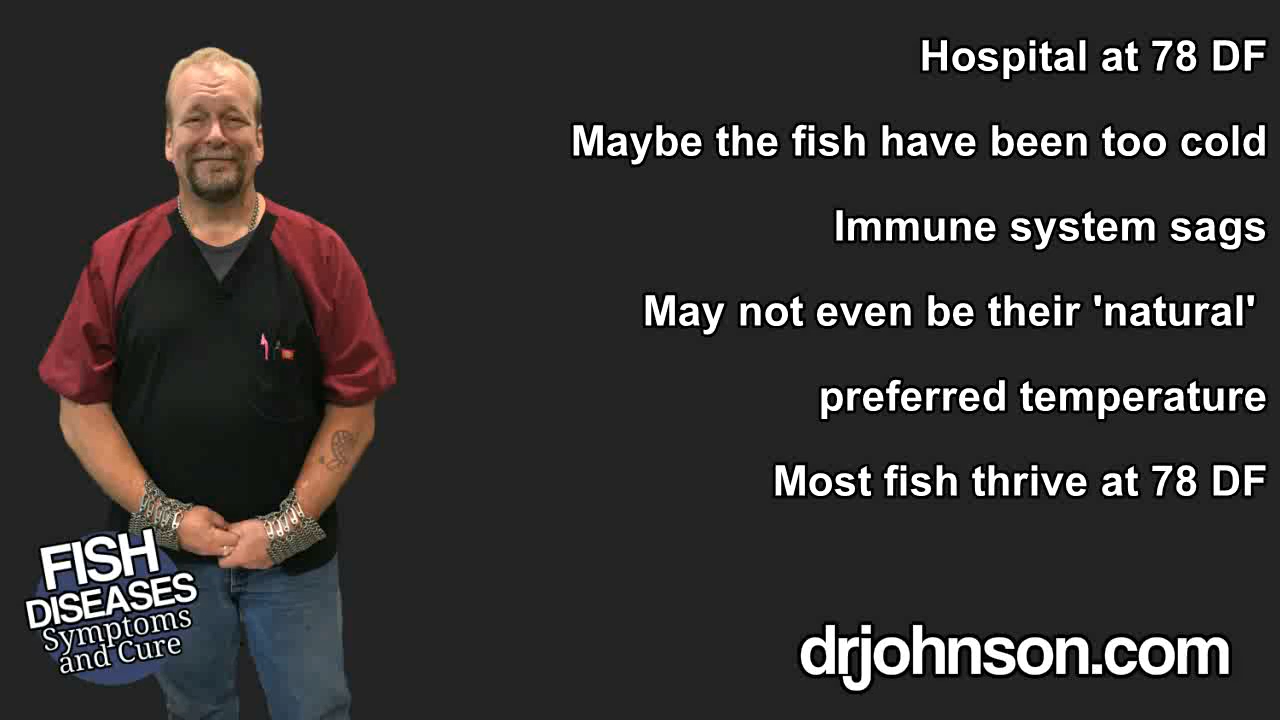 Hospital at 78 DF
Maybe the fish have been too cold
Immune system sags
May not even be their 'natural'
preferred temperature
Most fish thrive at 78 DF
FISH
DISEASES
Symptoms
and Cure
drjohnson.com